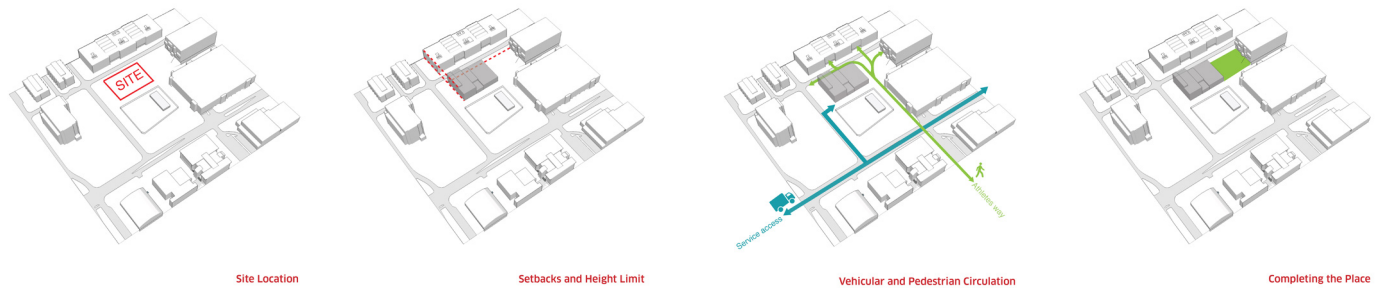 SITE
Site Location
Setbacks and Height Limit
Service access
Athletes way
Vehicular and Pedestrian Circulation
Completing the Place